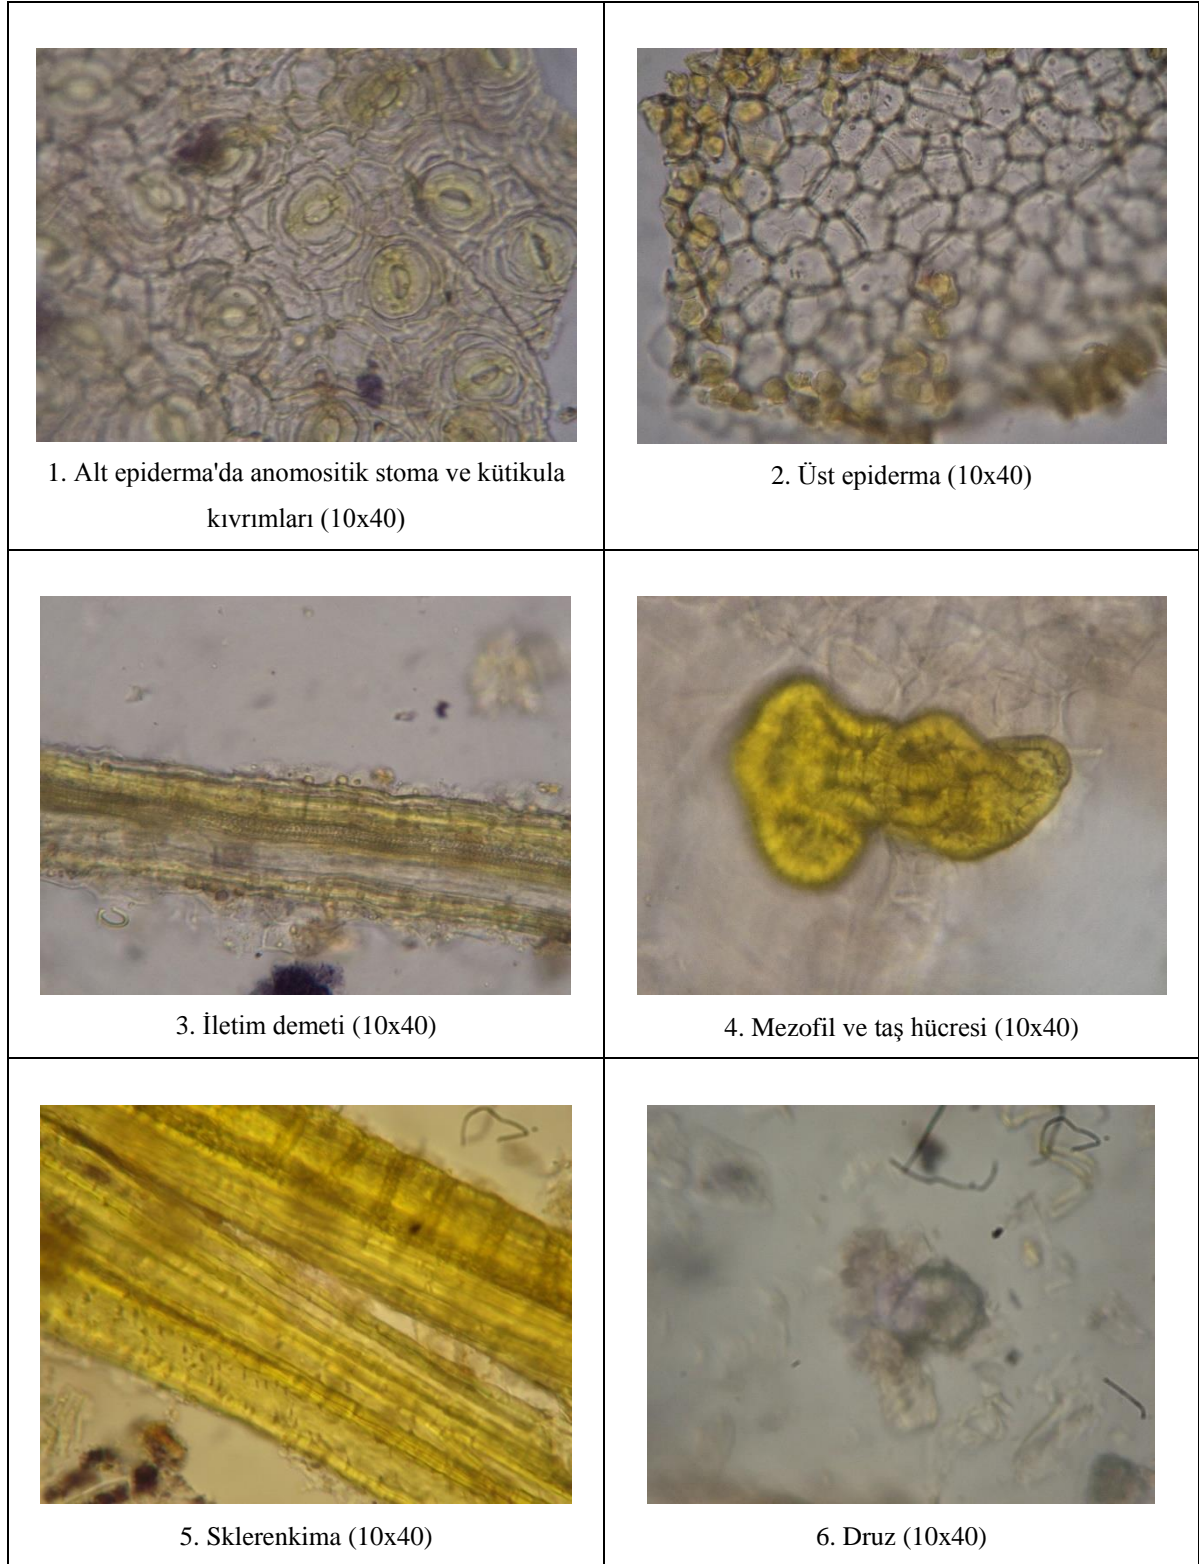 1. Alt epiderma'da anomositik stoma ve kütikula
kıvrımları (10x40)
2. Üst epiderma (10x40)
3. İletim demeti (10x40)
4. Mezofil ve taş hücresi (10x40)
5. Sklerenkima (10x40)
6. Druz (10x40)